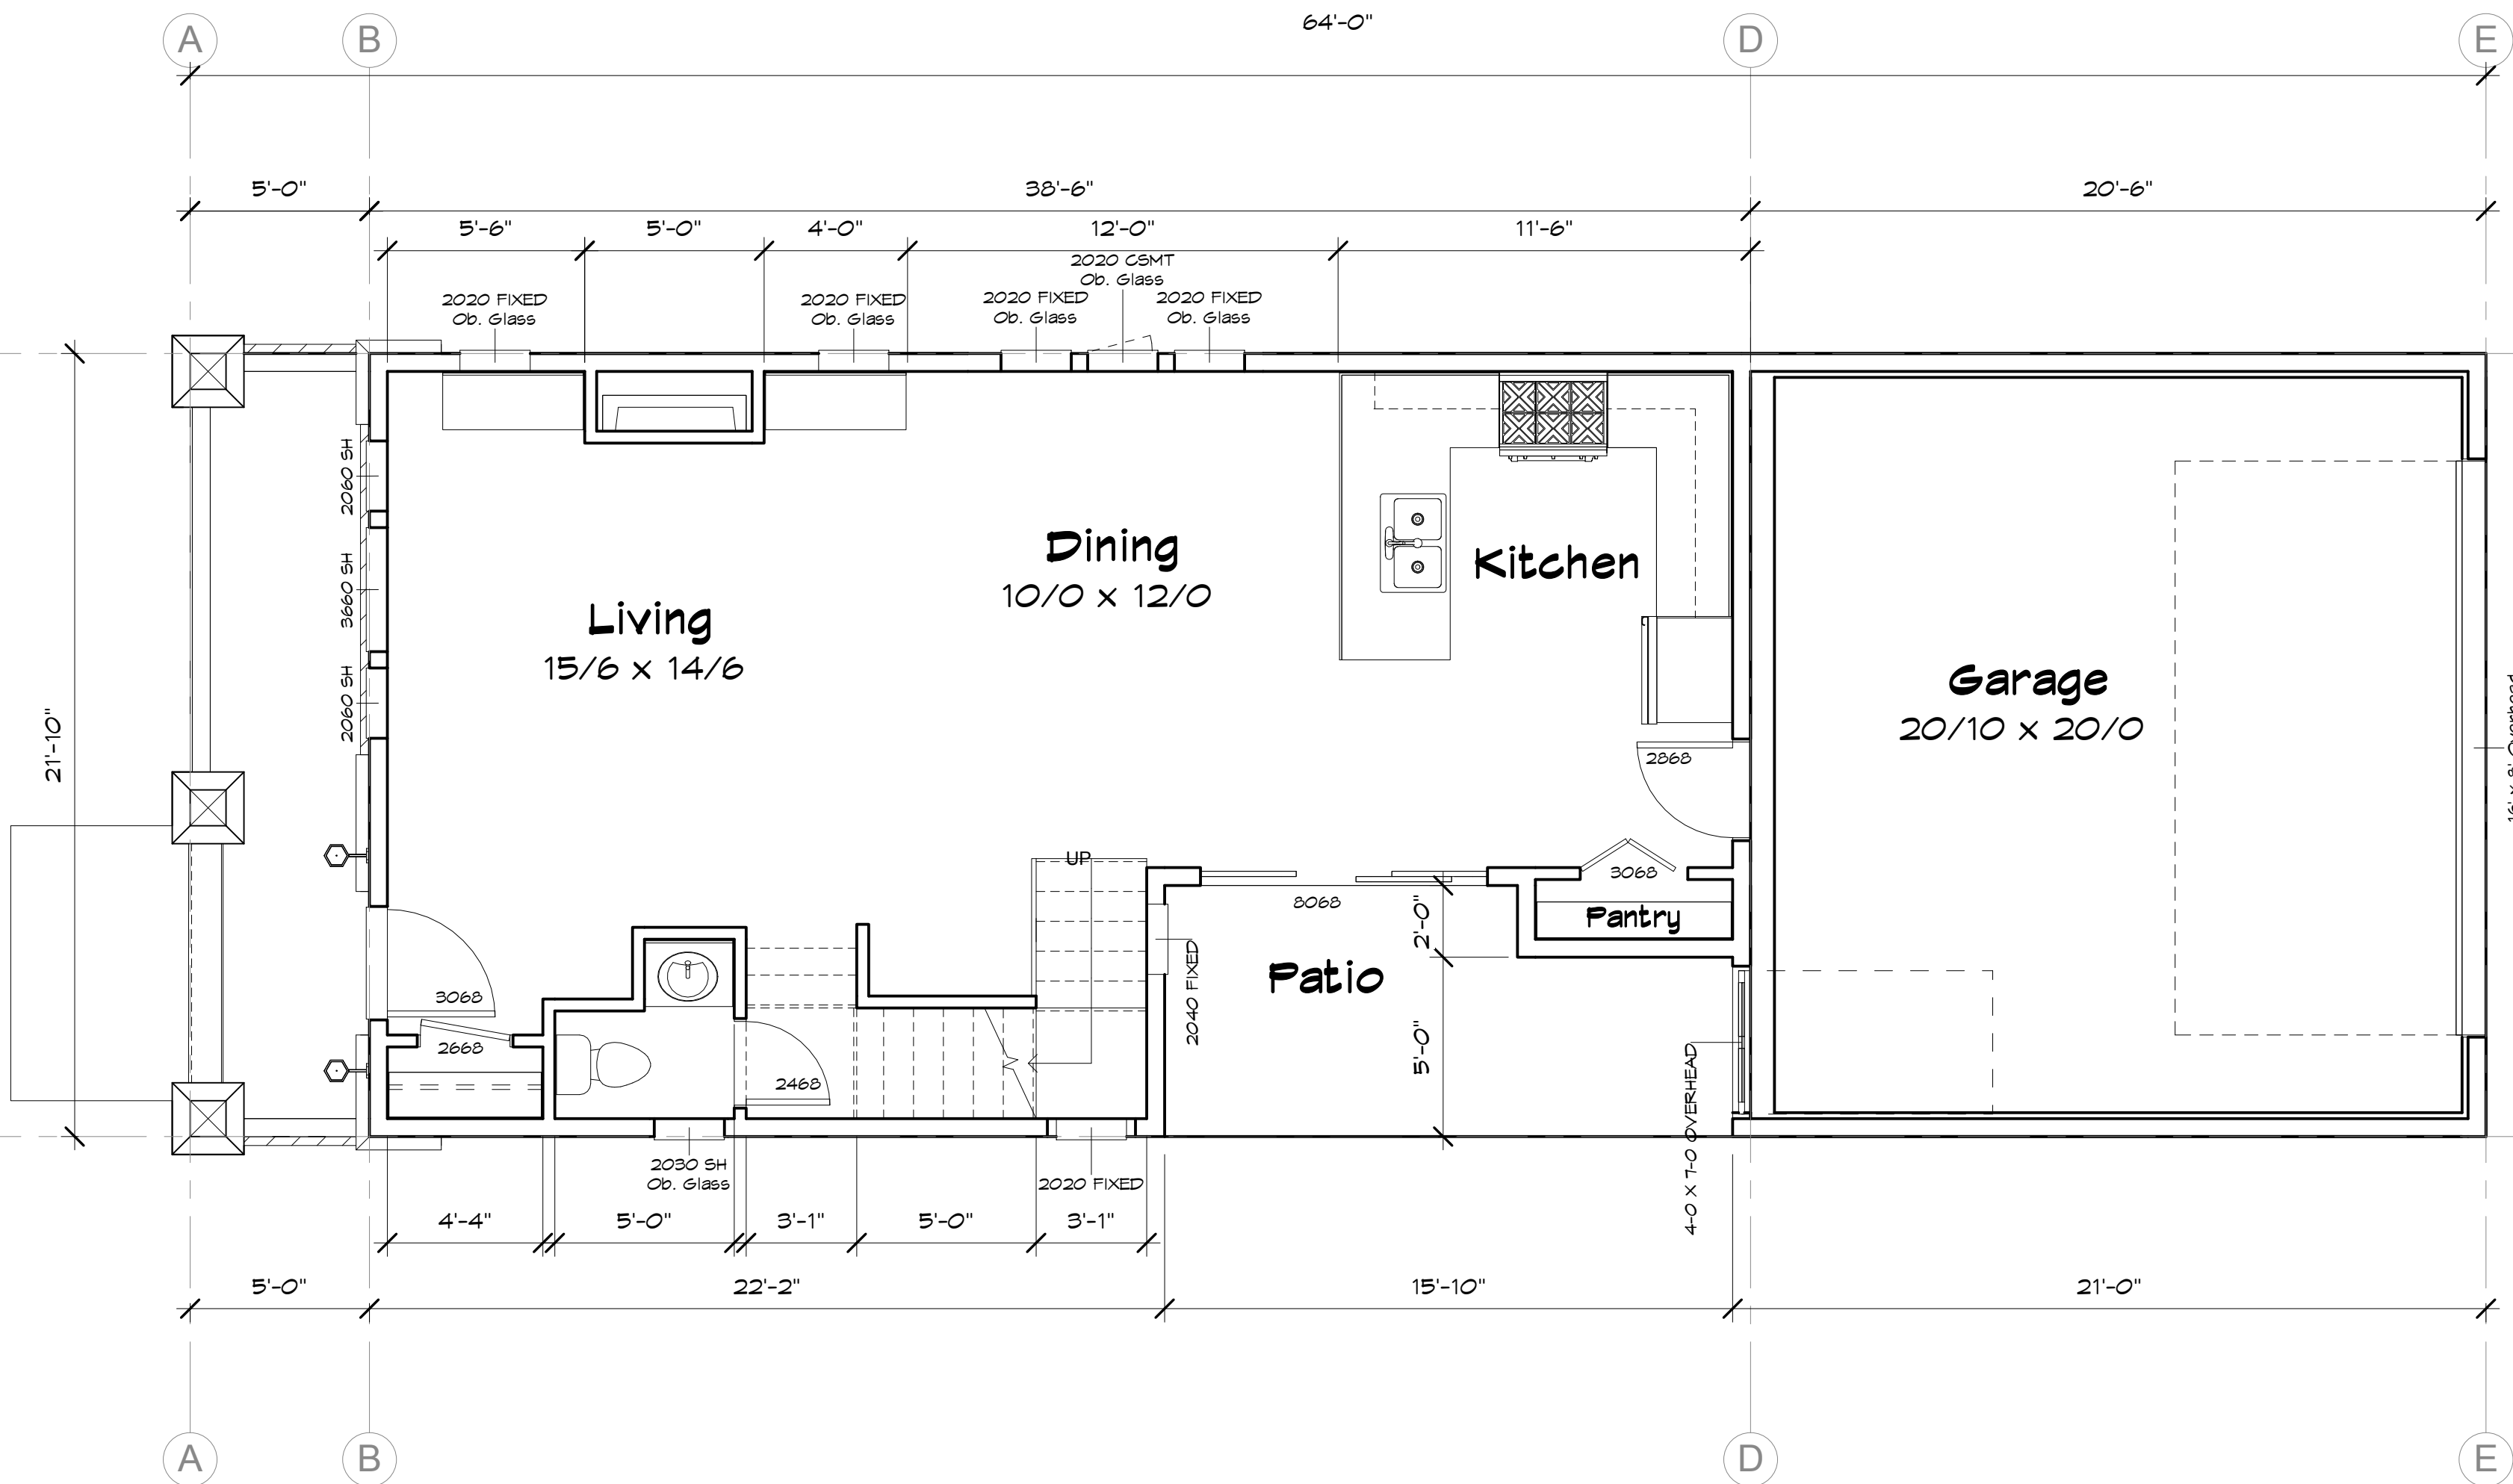 64'-0"
A
B
D
E
5'-0"
38'-6"
20'-6"
5'-6"
5'-0"
4'-0"
12'-0"
11'-6"
2020 CSMT
Ob. Glass
2020 FIXED
Ob. Glass
2020 FIXED
Ob. Glass
2020 FIXED
Ob. Glass
2020 FIXED
Ob. Glass
2060 SH
3660 SH
2060 SH
21'-10"
Living
15/6 x 14/6
Dining
10/0 x 12/0
Kitchen
Garage
20/10 x 20/0
2868
UP
3068
Pantry
8068
2'-0"
5'-0"
Patio
2040 FIXED
3068
2668
2468
4-0 X 7-0 OVERHEAD
2030 SH
Ob. Glass
2020 FIXED
4'-4"
5'-0"
3'-1"
5'-0"
3'-1"
5'-0"
22'-2"
15'-10"
21'-0"
A
B
D
E